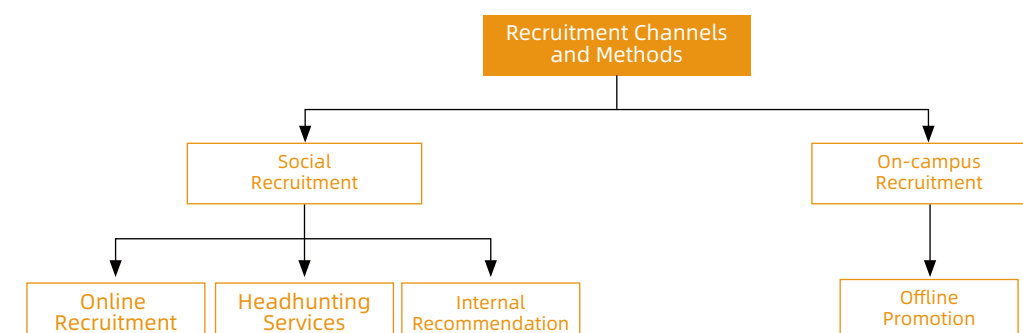 Recruitment Channels
and Methods
Social
Recruitment
On-campus
Recruitment
Online
Recruitment
Headhunting
Services
Internal
Recommendation
Offline
Promotion